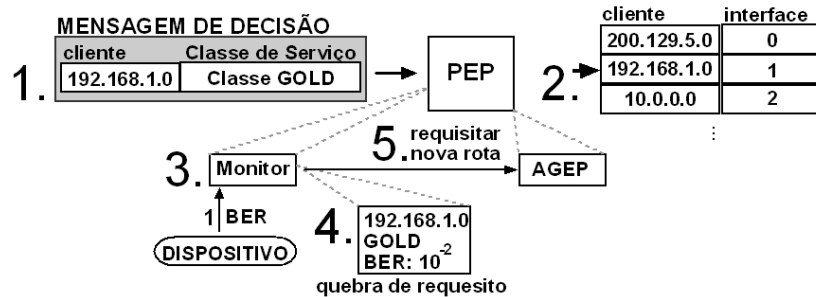 MENSAGEM DE DECISÃO
cliente Classe de Serviço
192.168.1.0 Classe GOLD
1.
PEP
2.
cliente interface
200.129.5.0 0
192.168.1.0 1
10.0.0.0 2
⋮
3.
Monitor
5. requisitar
nova rota
AGEP
1 BER
DISPOSITIVO
4.
192.168.1.0
GOLD
BER: 10^-2
quebra de requesito